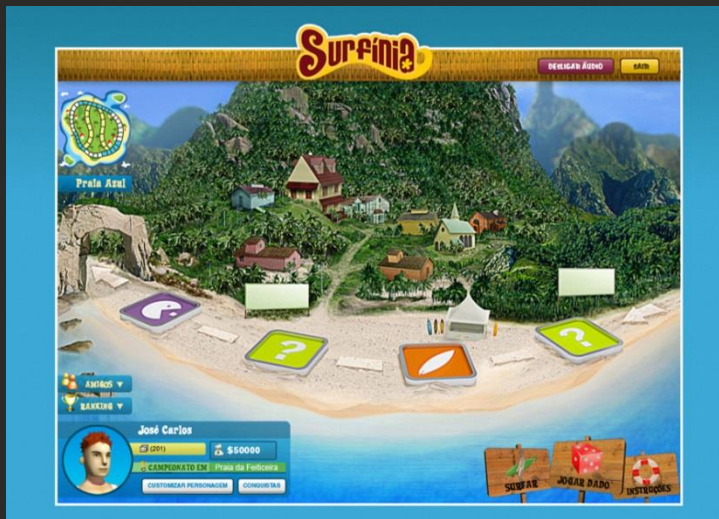 Surfínia
DESLIGAR ÁUDIO
SAIR
Praia Azul
?
?
AMIGOS
RANKING
José Carlos
(201)
$50000
CAMPEONATO EM Praia da Feiticeira
CUSTOMIZAR PERSONAGEM
CONQUISTAS
SURFAR
JOGAR DADO
INSTRUÇÕES